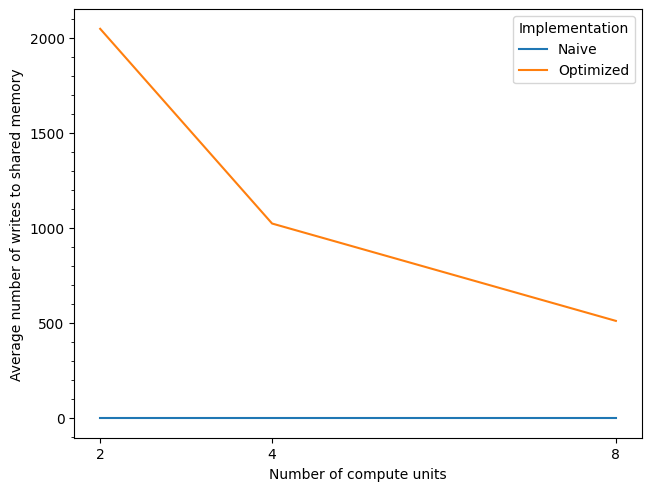 Implementation
Naive
Optimized
Average number of writes to shared memory
2000
1500
1000
500
0
2
4
8
Number of compute units